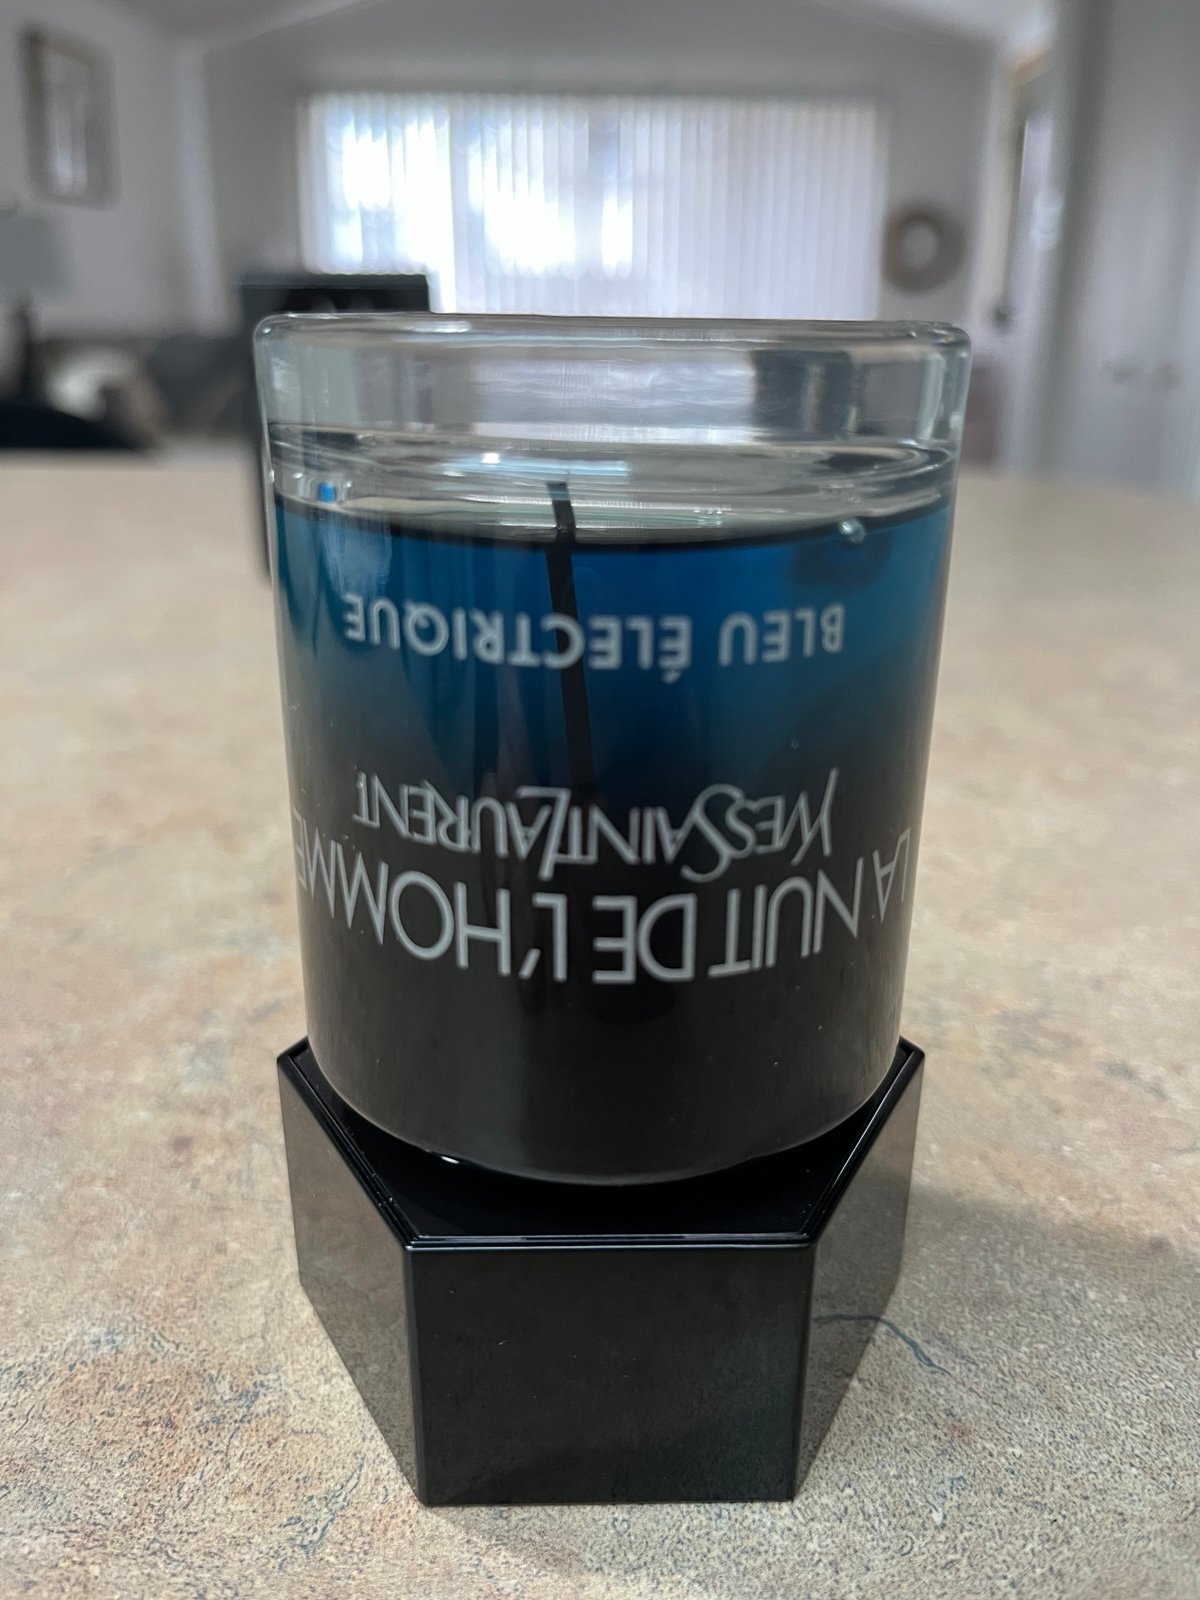 LA NUIT DE L'HOMME
YVESSAINTLAURENT
BLEU ÉLECTRIQUE